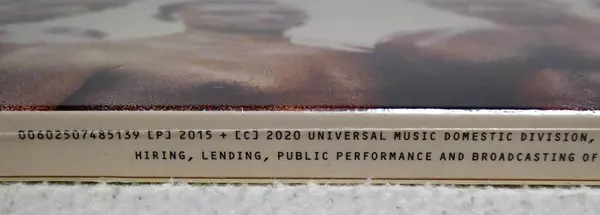 00602507485139 [P] 2015 + [C] 2020 UNIVERSAL MUSIC DOMESTIC DIVISION,
HIRING, LENDING, PUBLIC PERFORMANCE AND BROADCASTING OF